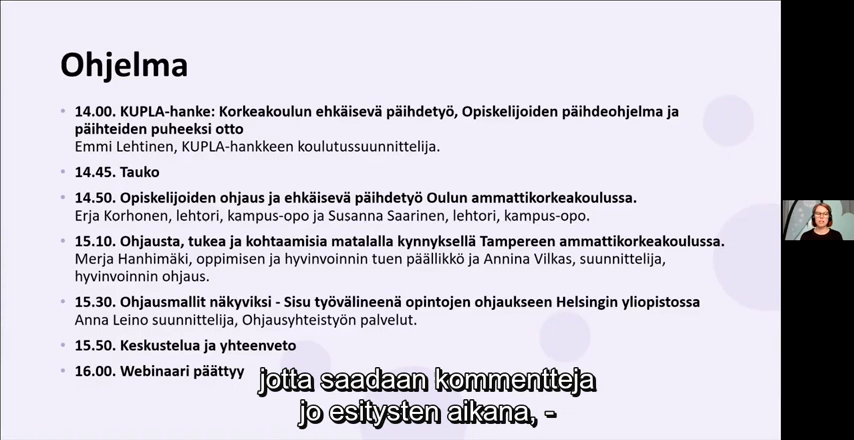 Ohjelma
14.00. KUPLA-hanke: Korkeakoulun ehkäisevä päihdetyö, Opiskelijoiden päihdeohjelma ja
päihteiden puheeksi otto
Emmi Lehtinen, KUPLA-hankkeen koulutussuunnittelija.
14.45. Tauko
14.50. Opiskelijoiden ohjaus ja ehkäisevä päihdetyö Oulun ammattikorkeakoulussa.
Erja Korhonen, lehtori, kampus-opo ja Susanna Saarinen, lehtori, kampus-opo.
15.10. Ohjausta, tukea ja kohtaamisia matalalla kynnyksellä Tampereen ammattikorkeakoulussa.
Merja Hanhimäki, oppimisen ja hyvinvoinnin tuen päällikkö ja Annina Vilkas, suunnittelija,
hyvinvoinnin ohjaus.
15.30. Ohjausmallit näkyviksi - Sisu työvälineenä opintojen ohjaukseen Helsingin yliopistossa
Anna Leino suunnittelija, Ohjausyhteistyön palvelut.
15.50. Keskustelua ja yhteenveto
16.00. Webinaari päättyy
jotta saadaan kommentteja
jo esitysten aikana, -